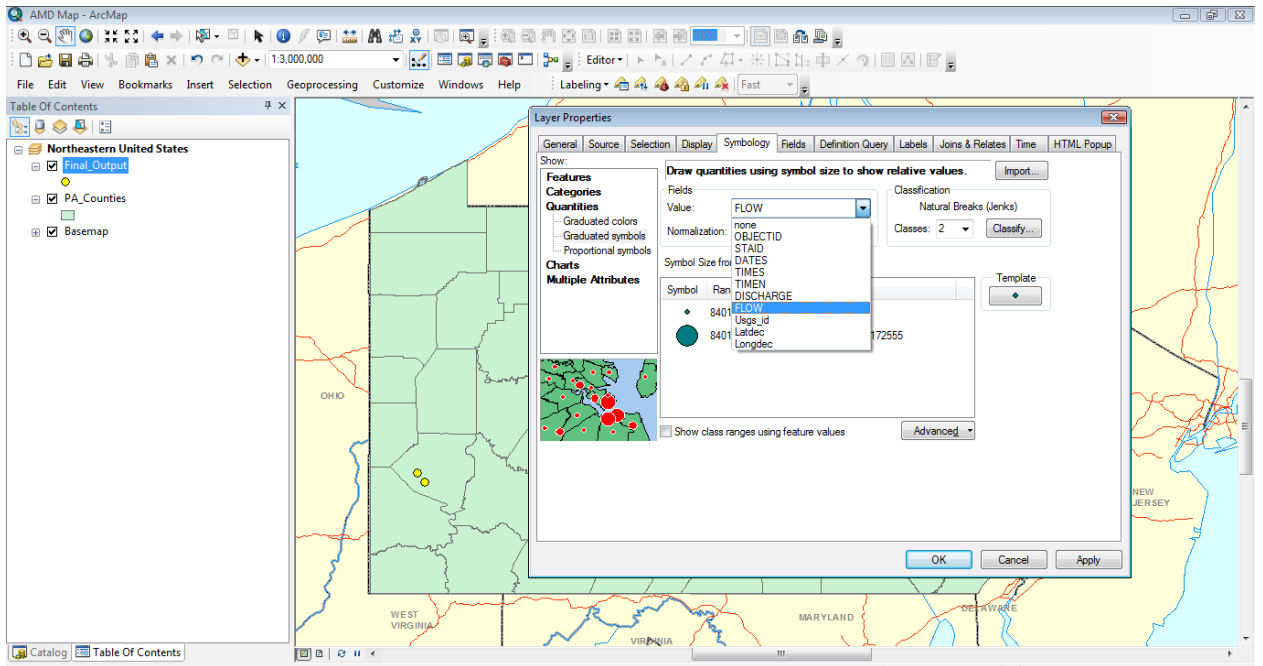 AMD Map - ArcMap
1:3,000,000
Editor
File Edit View Bookmarks Insert Selection Geoprocessing Customize Windows Help
Labeling
Fast
Table Of Contents
Northeastern United States
Final_Output
PA_Counties
Basemap
Layer Properties
General Source Selection Display Symbology Fields Definition Query Labels Joins & Relates Time HTML Popup
Show:
Features
Categories
Quantities
Graduated colors
Graduated symbols
Proportional symbols
Charts
Multiple Attributes
Draw quantities using symbol size to show relative values.
Import...
Fields
Value: FLOW
Normalization:
none
OBJECTID
STAID
DATES
TIMES
TIMEN
DISCHARGE
FLOW
Usgs_id
Latdec
Longdec
Classification
Natural Breaks (Jenks)
Classes: 2
Classify...
Symbol Size
Symbol
8401
8401
172555
Template
Show class ranges using feature values
Advanced
OK Cancel Apply
OHIO
NEW
JERSEY
WEST
VIRGINIA
MARYLAND
DELAWARE
VIRGINIA
Catalog Table Of Contents